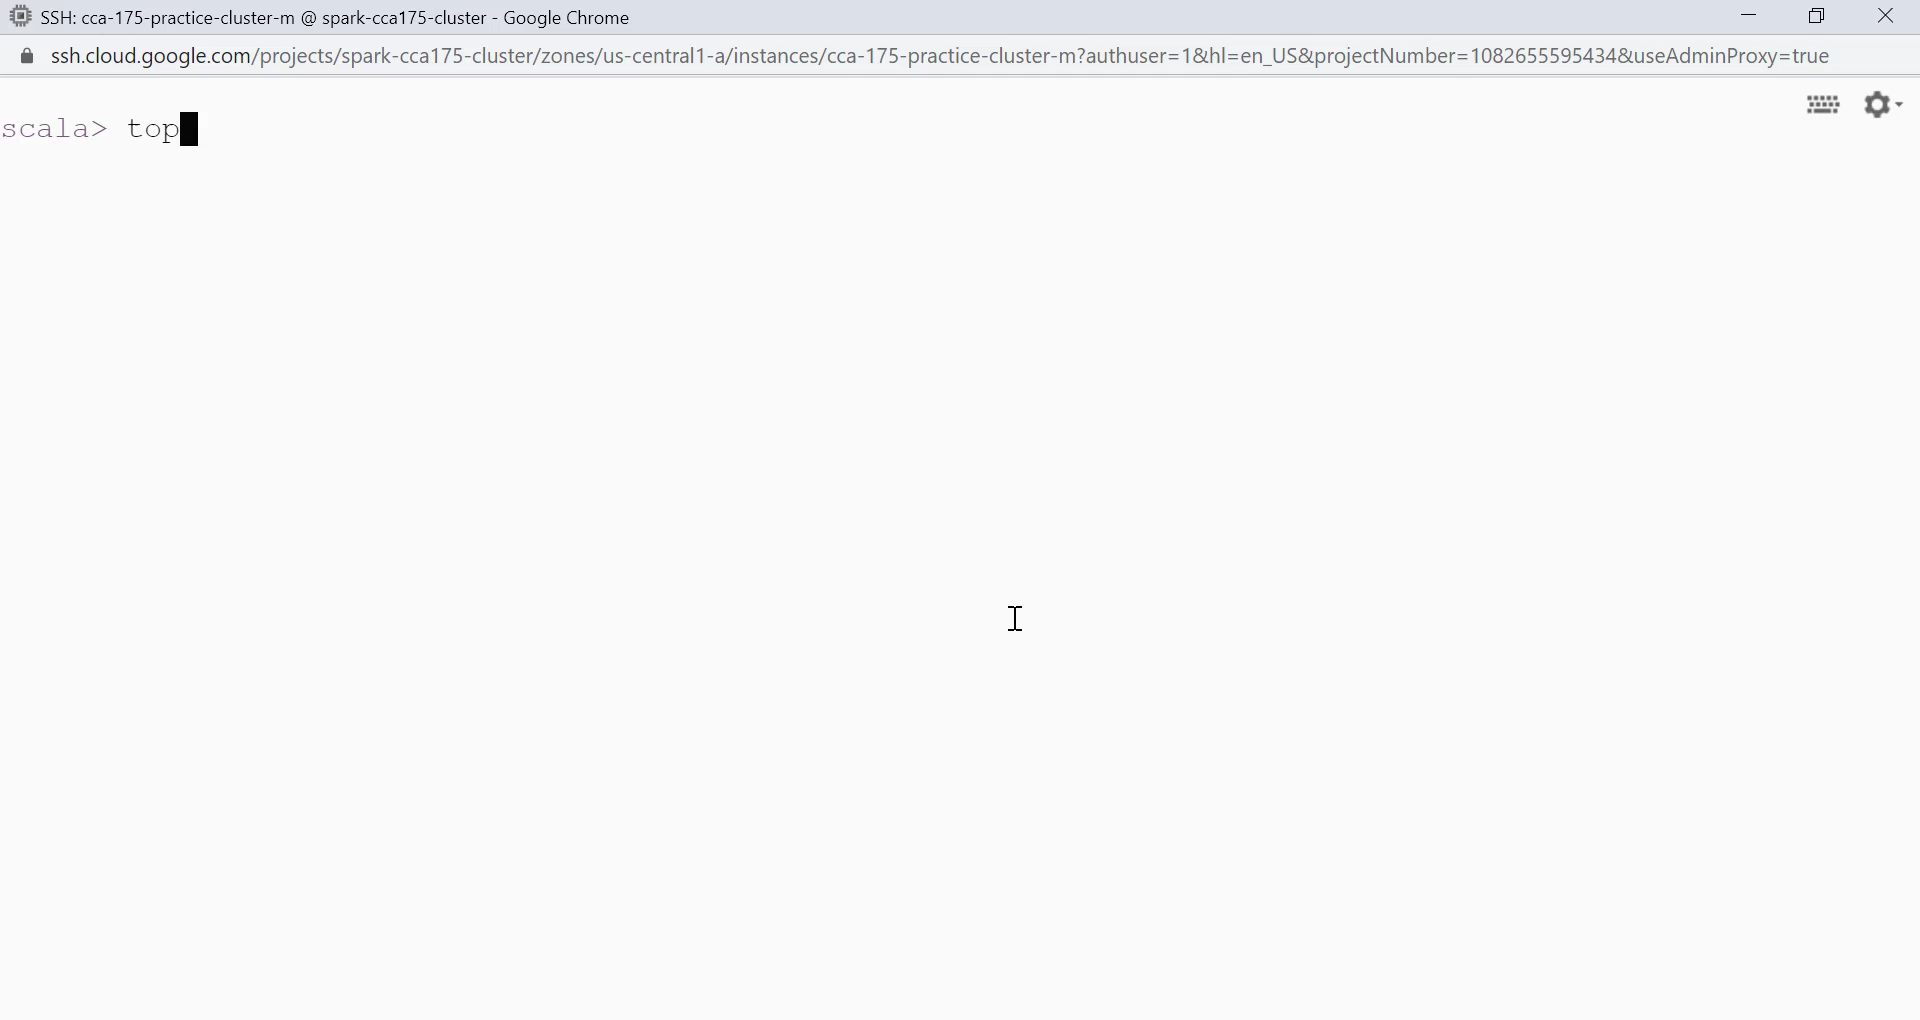 SSH: cca-175-practice-cluster-m @ spark-cca175-cluster - Google Chrome
ssh.cloud.google.com/projects/spark-cca175-cluster/zones/us-central1-a/instances/cca-175-practice-cluster-m?authuser=1&hl=en_US&projectNumber=1082655595434&useAdminProxy=true
scala> top